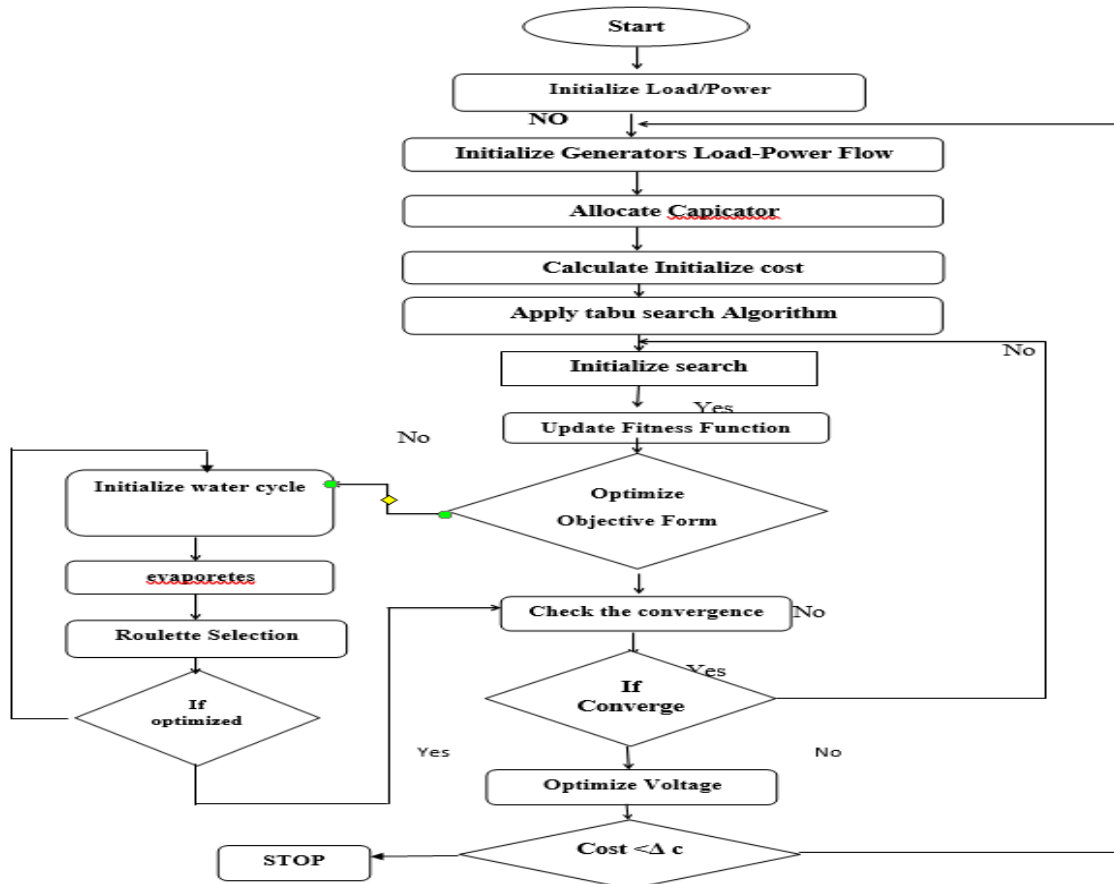 Start
Initialize Load/Power
NO
Initialize Generators Load-Power Flow
Allocate Capicator
Calculate Initialize cost
Apply tabu search Algorithm
No
Initialize search
Yes
Update Fitness Function
No
Initialize water cycle
Optimize
Objective Form
evaporetes
Check the convergence
No
Roulette Selection
Yes
If
Converge
If
optimized
Yes
No
Optimize Voltage
Cost <Δ c
STOP